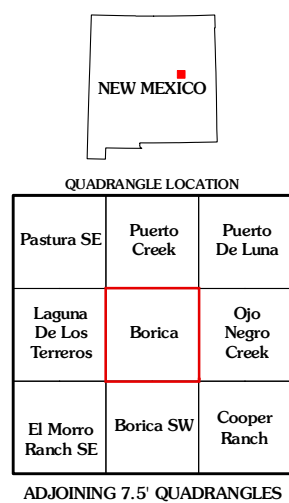 NEW MEXICO
QUADRANGLE LOCATION
Pastura SE
Puerto
Creek
Puerto
De Luna
Laguna
De Los
Terreros
Borica
Ojo
Negro
Creek
El Morro
Ranch SE
Borica SW
Cooper
Ranch
ADJOINING 7.5' QUADRANGLES